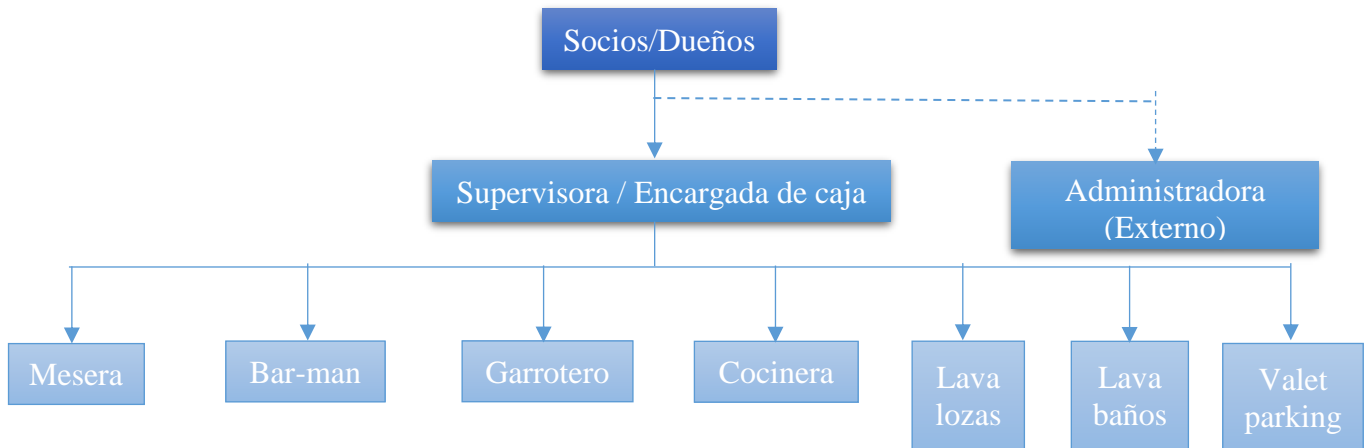 Socios/Dueños
Supervisora / Encargada de caja
Administradora
(Externo)
Mesera
Bar-man
Garrotero
Cocinera
Lava
lozas
Lava
baños
Valet
parking